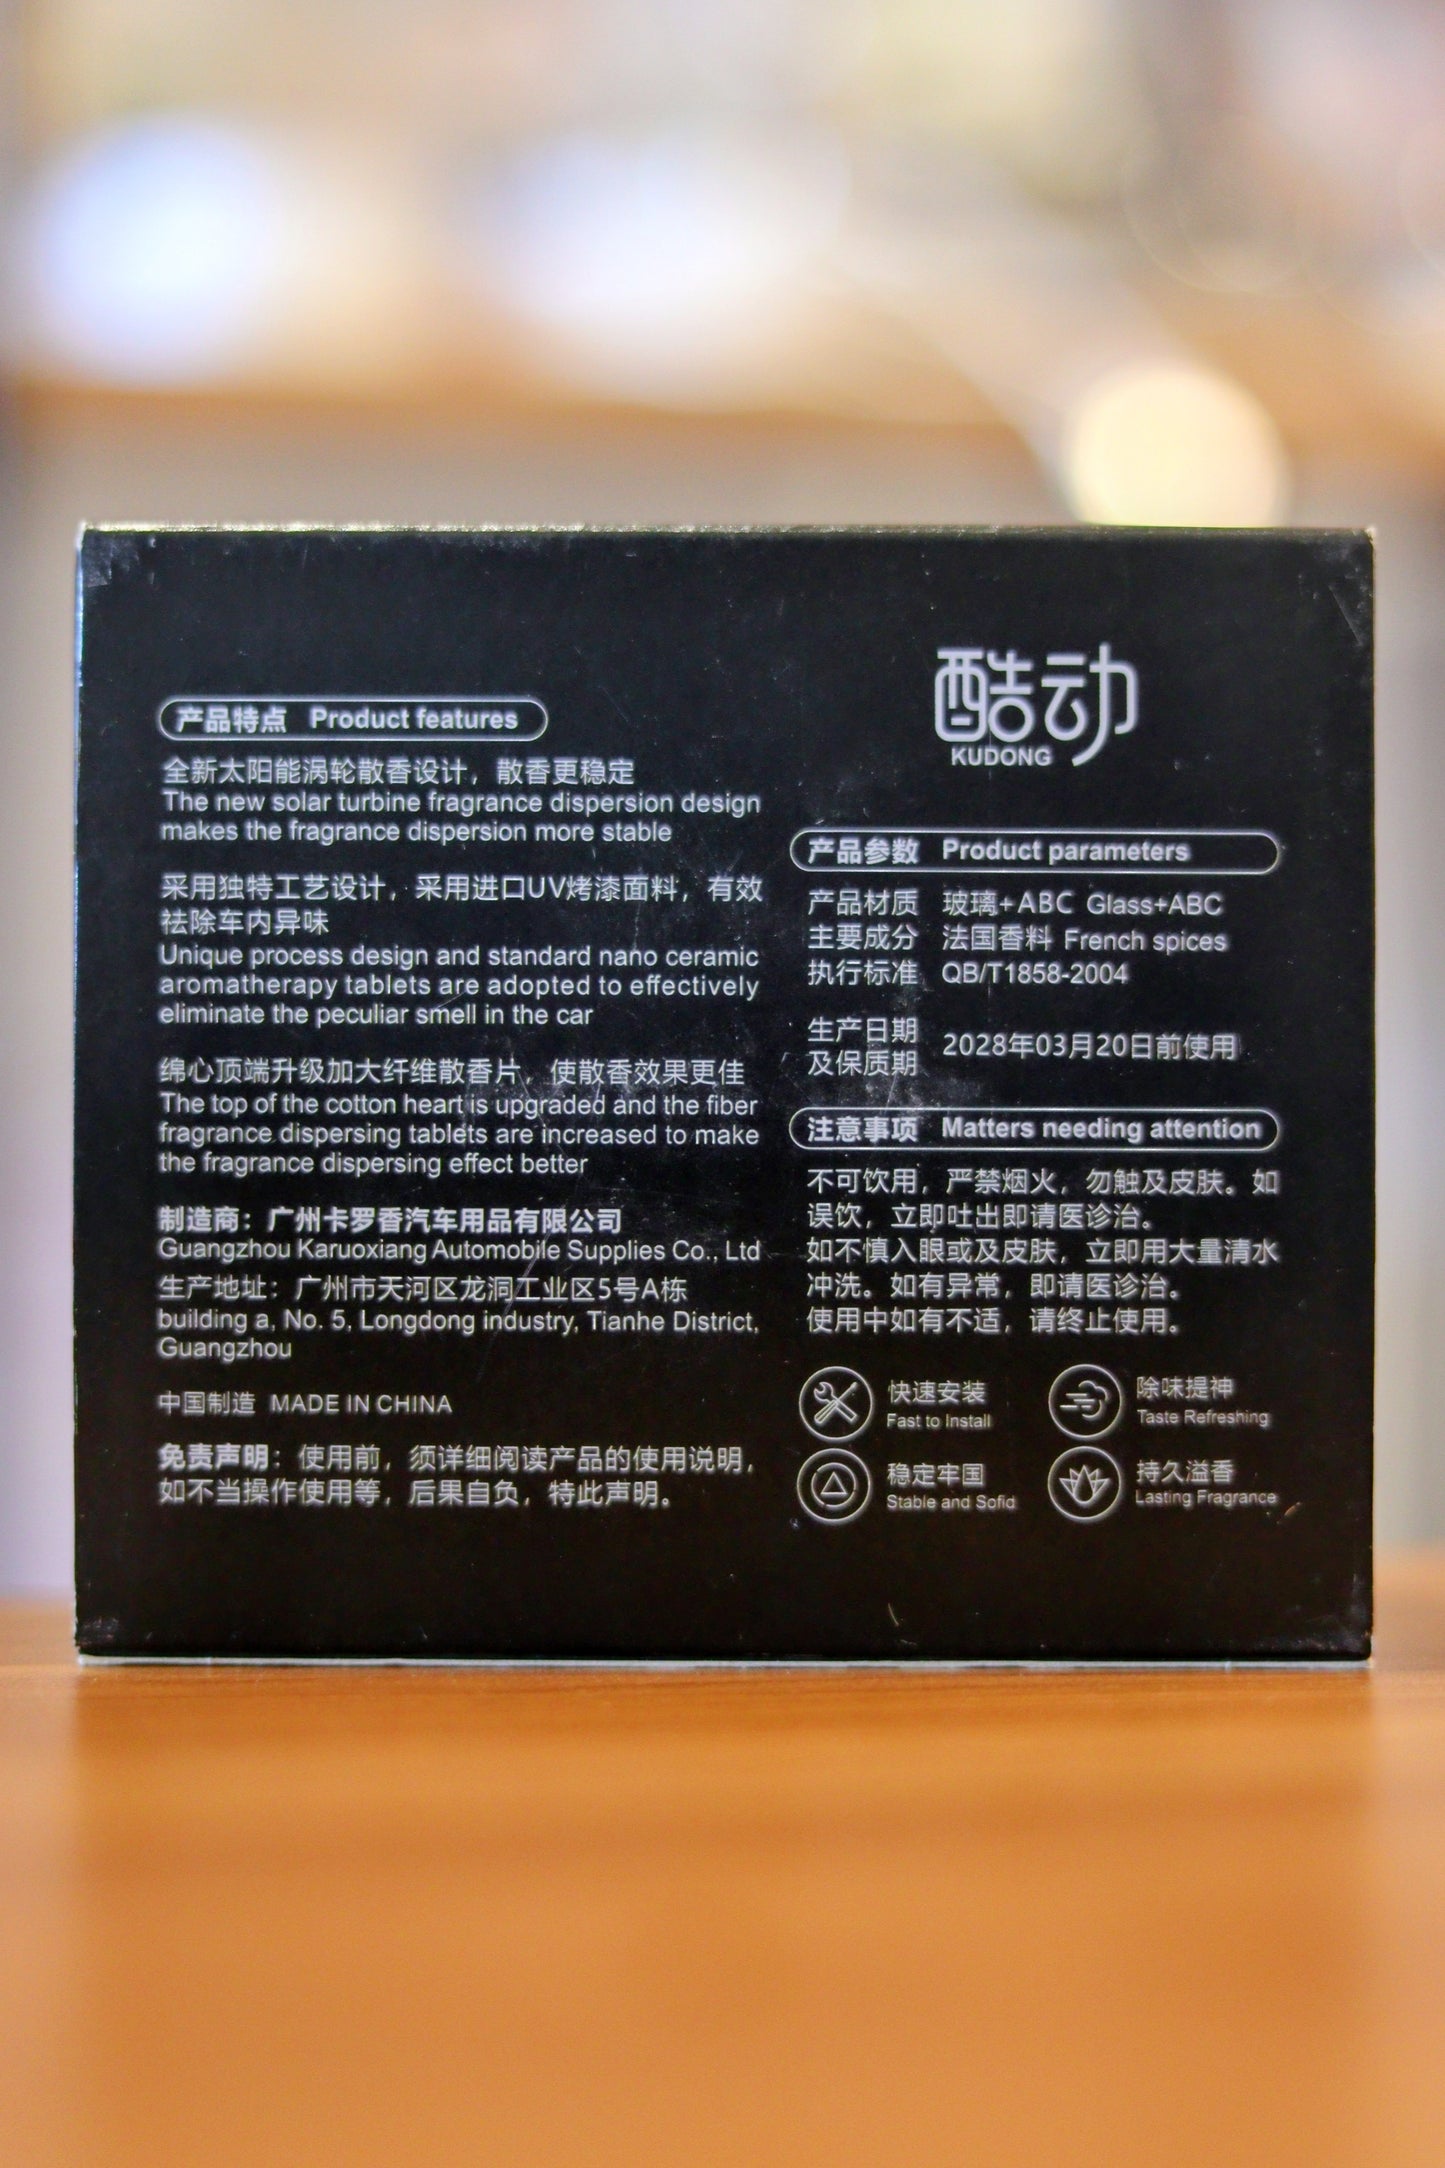 产品特点 Product features
全新太阳能涡轮散香设计，散香更稳定
The new solar turbine fragrance dispersion design
makes the fragrance dispersion more stable
采用独特工艺设计，采用进口UV烤漆面料，有效
祛除车内异味
Unique process design and standard nano ceramic
aromatherapy tablets are adopted to effectively
eliminate the peculiar smell in the car
绵心顶端升级加大纤维散香片，使散香效果更佳
The top of the cotton heart is upgraded and the fiber
fragrance dispersing tablets are increased to make
the fragrance dispersing effect better
制造商：广州卡罗香汽车用品有限公司
Guangzhou Karuoxiang Automobile Supplies Co., Ltd
生产地址：广州市天河区龙洞工业区5号A栋
building a, No. 5, Longdong industry, Tianhe District,
Guangzhou
中国制造 MADE IN CHINA
免责声明：使用前，须详细阅读产品的使用说明，
如不当操作使用等，后果自负，特此声明。
酷动
KUDONG
产品参数 Product parameters
产品材质 玻璃+ABC Glass+ABC
主要成分 法国香料 French spices
执行标准 QB/T1858-2004
生产日期
及保质期 2028年03月20日前使用
注意事项 Matters needing attention
不可饮用，严禁烟火，勿触及皮肤。如
误饮，立即吐出即请医诊治。
如不慎入眼或及皮肤，立即用大量清水
冲洗。如有异常，即请医诊治。
使用中如有不适，请终止使用。
快速安装
Fast to Install
除味提神
Taste Refreshing
稳定牢国
Stable and Sofid
持久溢香
Lasting Fragrance